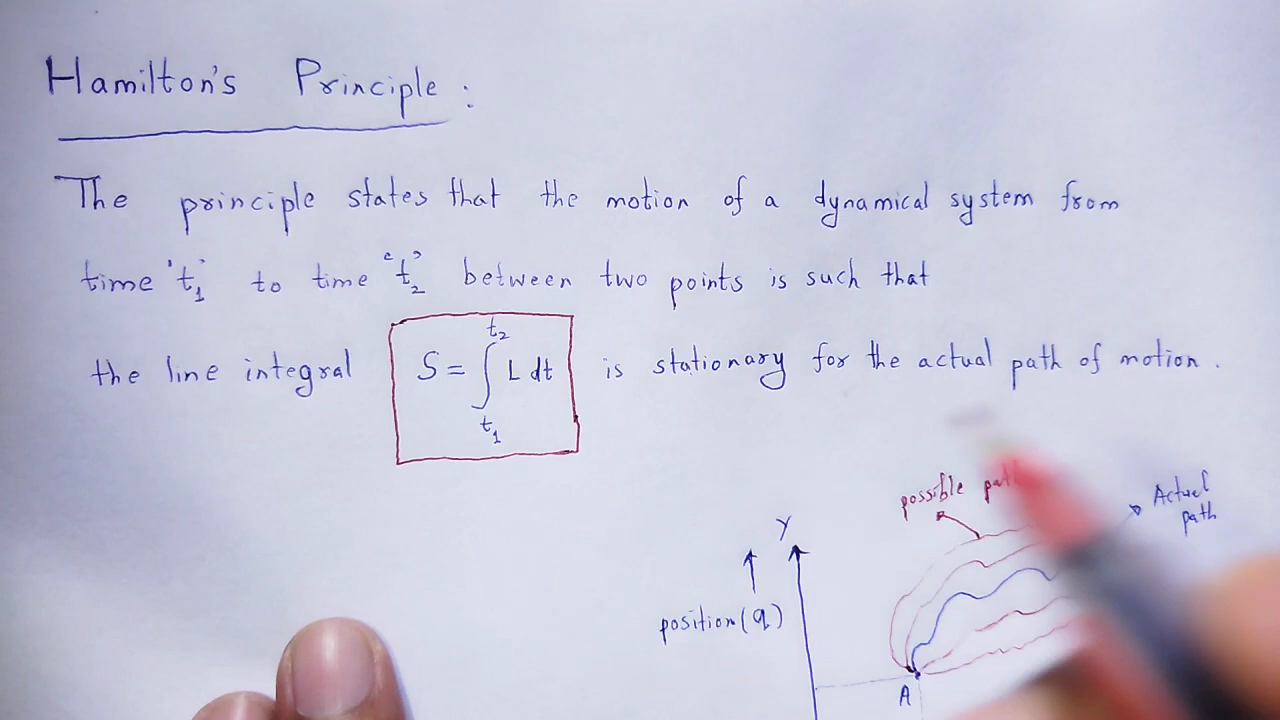 Hamilton's Principle :
The principle states that the motion of a dynamical system from
time 't₁' to time 't₂' between two points is such that
the line integral S = ∫ₜ₁ᵗ² L dt is stationary for the actual path of motion .
possible
Actual
path
Y
position(q)
A